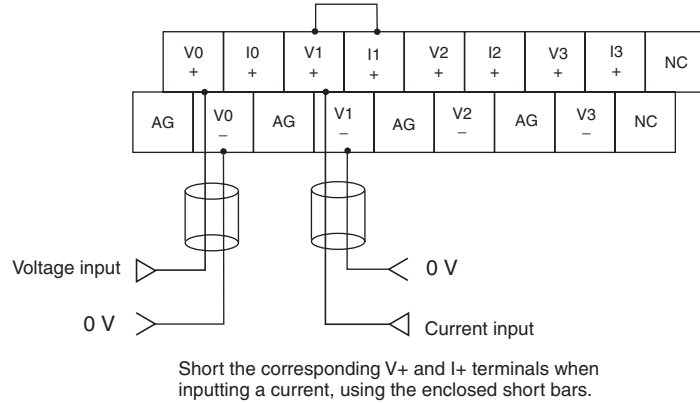 V0 I0 V1 I1 V2 I2 V3 I3 NC
+ + + + + + + +
AG V0 AG V1 AG V2 AG V3 NC
– – – –
Voltage input
0 V
0 V
Current input
Short the corresponding V+ and I+ terminals when
inputting a current, using the enclosed short bars.